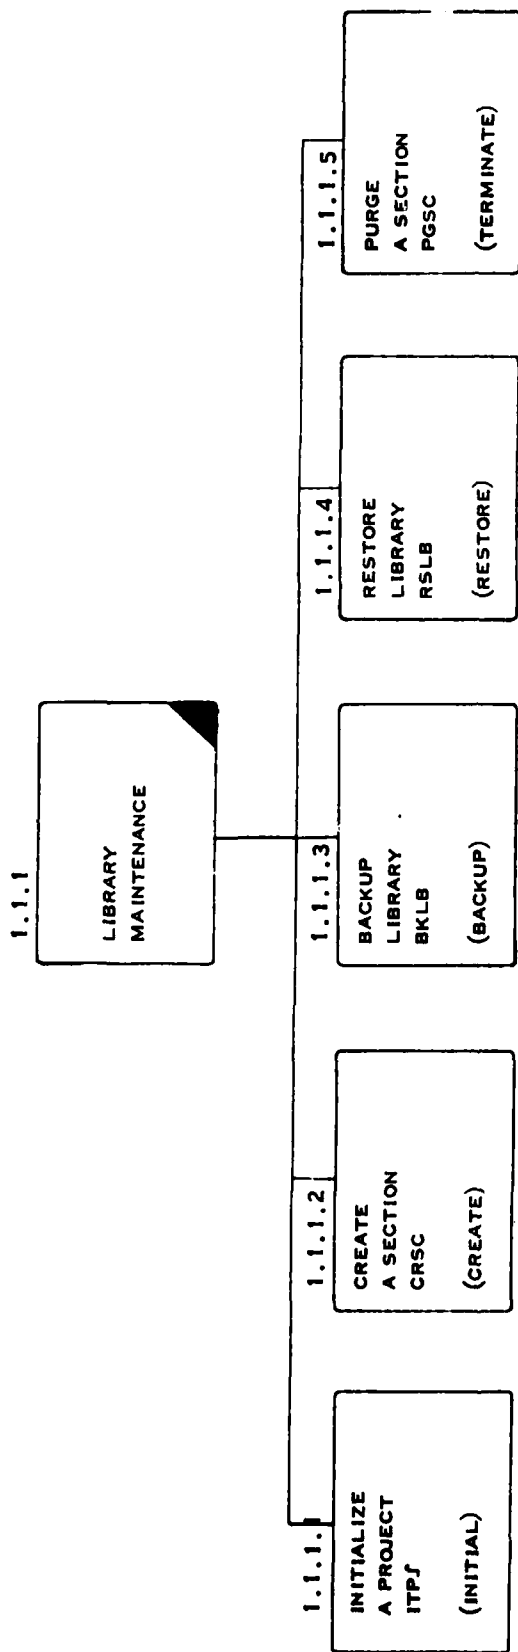 1.1.1
LIBRARY
MAINTENANCE
1.1.1.1
INITIALIZE
A PROJECT
ITPJ
(INITIAL)
1.1.1.2
CREATE
A SECTION
CRSC
(CREATE)
1.1.1.3
BACKUP
LIBRARY
BKLB
(BACKUP)
1.1.1.4
RESTORE
LIBRARY
RSLB
(RESTORE)
1.1.1.5
PURGE
A SECTION
PGSC
(TERMINATE)